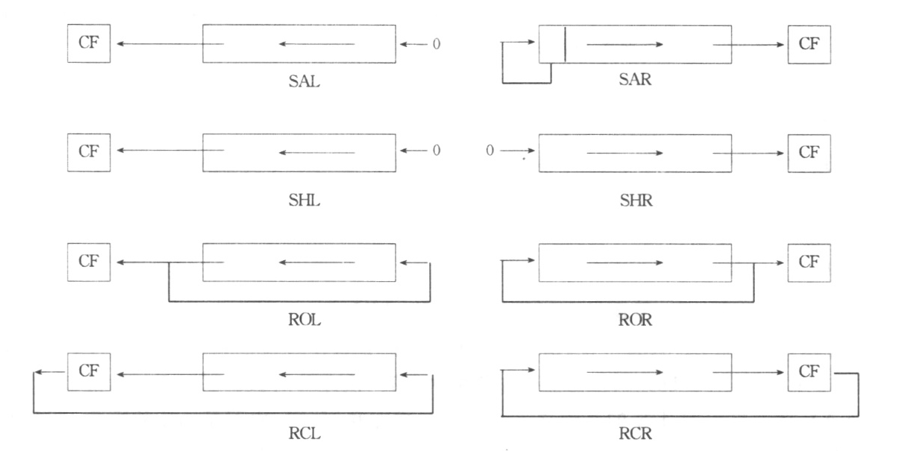 CF 0 CF
SAL SAR
CF 0 0 CF
SHL SHR
CF CF
ROL ROR
CF CF
RCL RCR